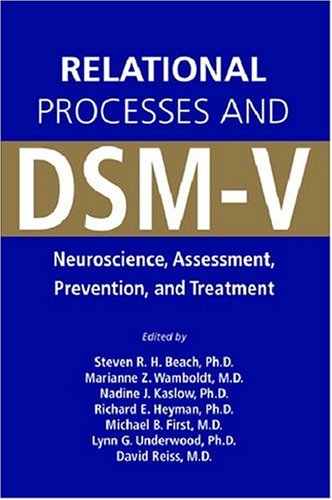 RELATIONAL
PROCESSES AND
DSM-V
Neuroscience, Assessment,
Prevention, and Treatment
Edited by
Steven R. H. Beach, Ph.D.
Marianne Z. Wamboldt, M.D.
Nadine J. Kaslow, Ph.D.
Richard E. Heyman, Ph.D.
Michael B. First, M.D.
Lynn G. Underwood, Ph.D.
David Reiss, M.D.